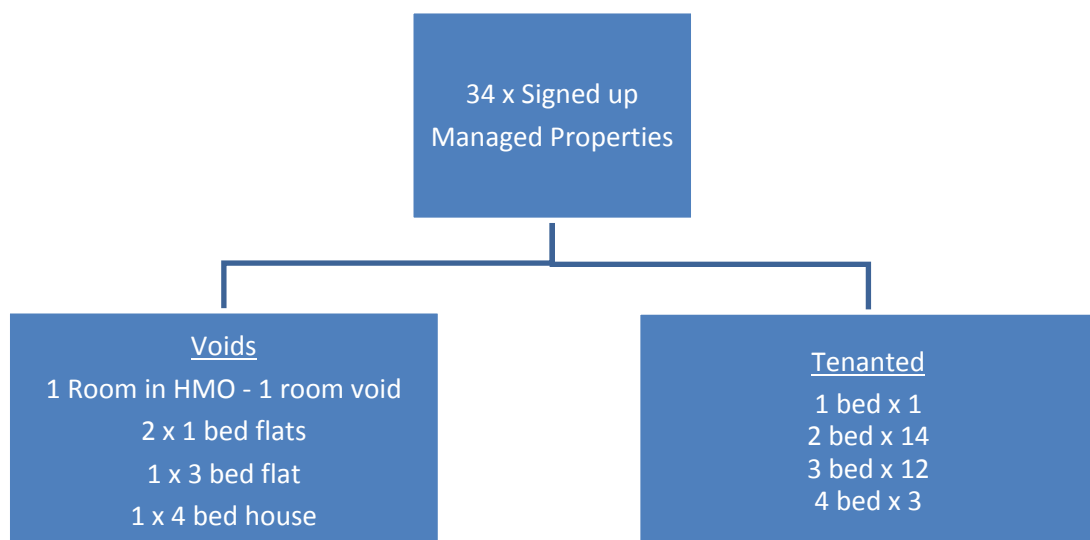 34 x Signed up
Managed Properties
Voids
1 Room in HMO - 1 room void
2 x 1 bed flats
1 x 3 bed flat
1 x 4 bed house
Tenanted
1 bed x 1
2 bed x 14
3 bed x 12
4 bed x 3